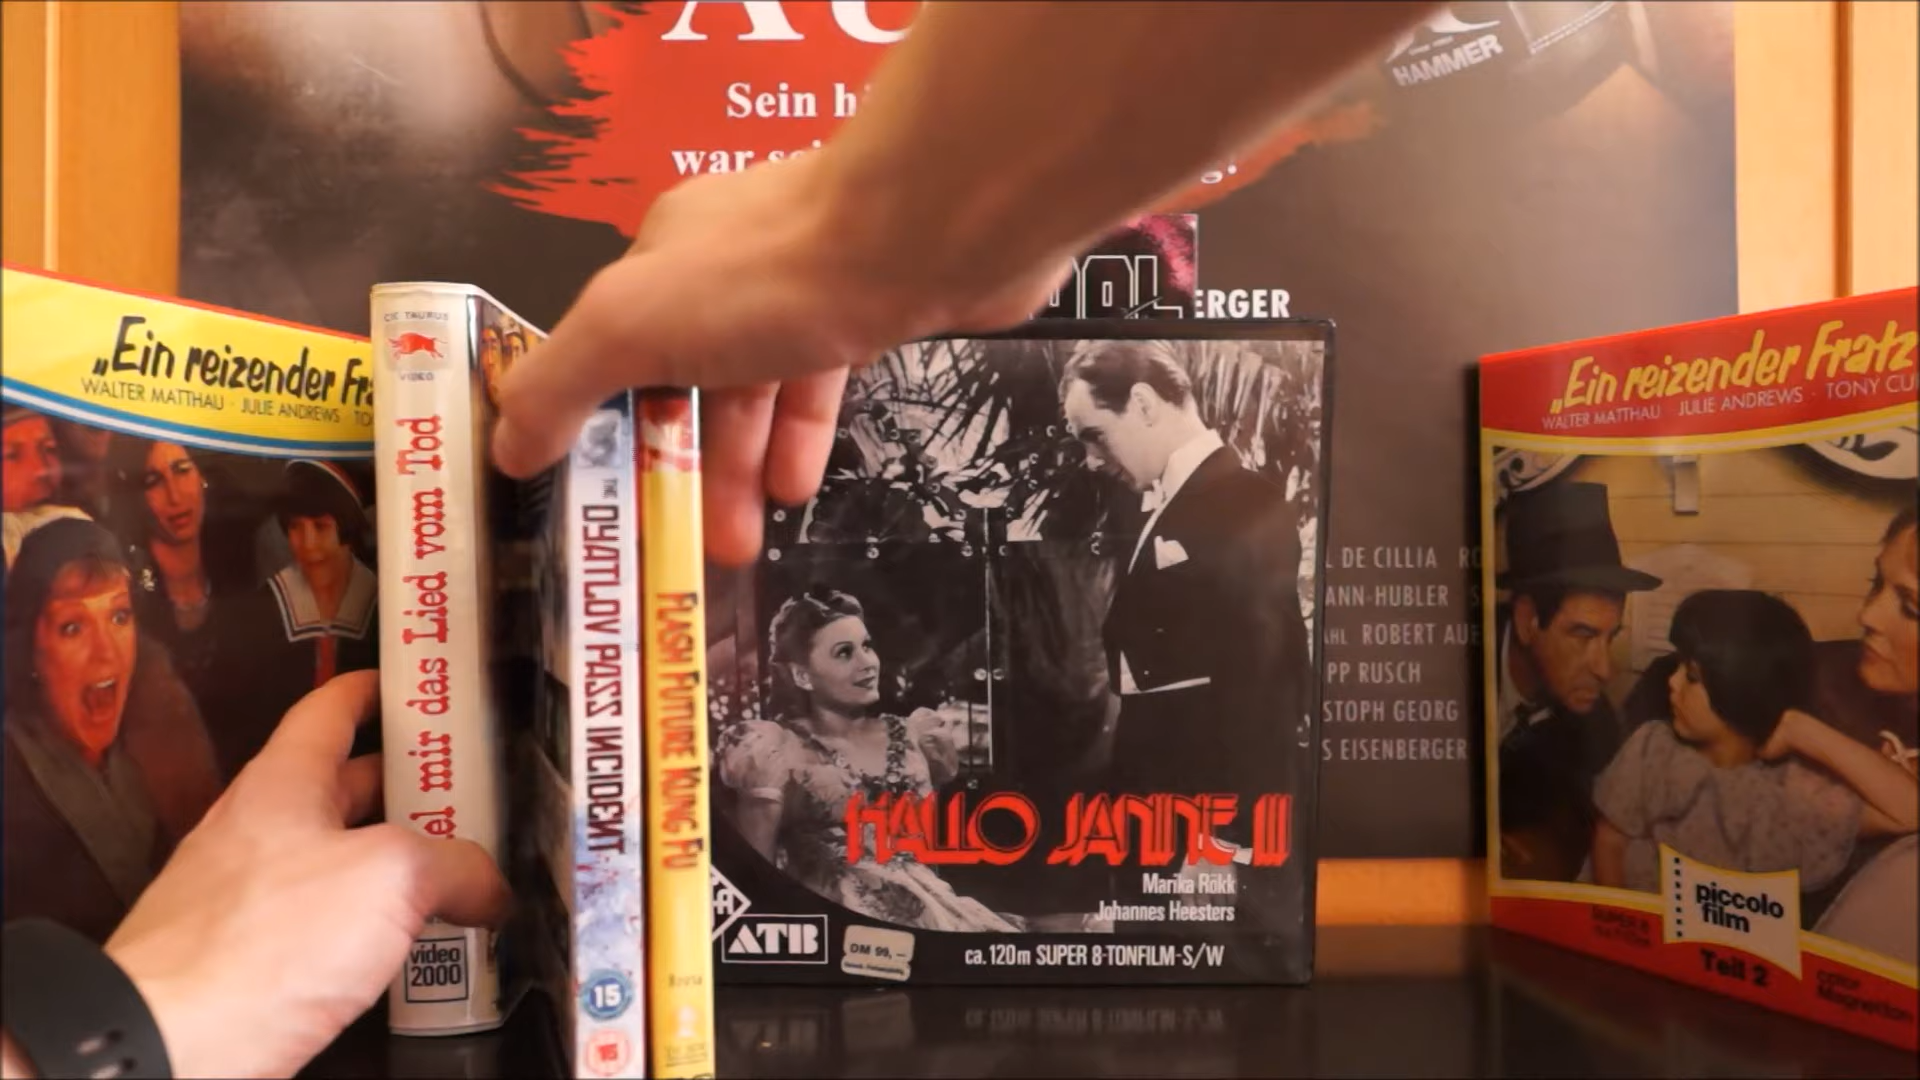 HAMMER
Sein
war
g.
ERGER
„Ein reizender Fra
WALTER MATTHAU · JULIE ANDREWS · TO
CIC TAURUS
VIDEO
el mir das Lied vom Tod
video
2000
THE DYATLOV PASS INCIDENT
15
15
FLASH FUTURE KUNG FU
HALLO JANINE III
Marika Rökk
Johannes Heesters
ATB
DM 99,–
ca. 120m SUPER 8-TONFILM-S/W
L DE CILLIA
ANN-HUBLER
ROBERT AU
PP RUSCH
STOPH GEORG
S EISENBERGER
„Ein reizender Fratz
WALTER MATTHAU · JULIE ANDREWS · TONY CU
piccolo
film
Teil 2